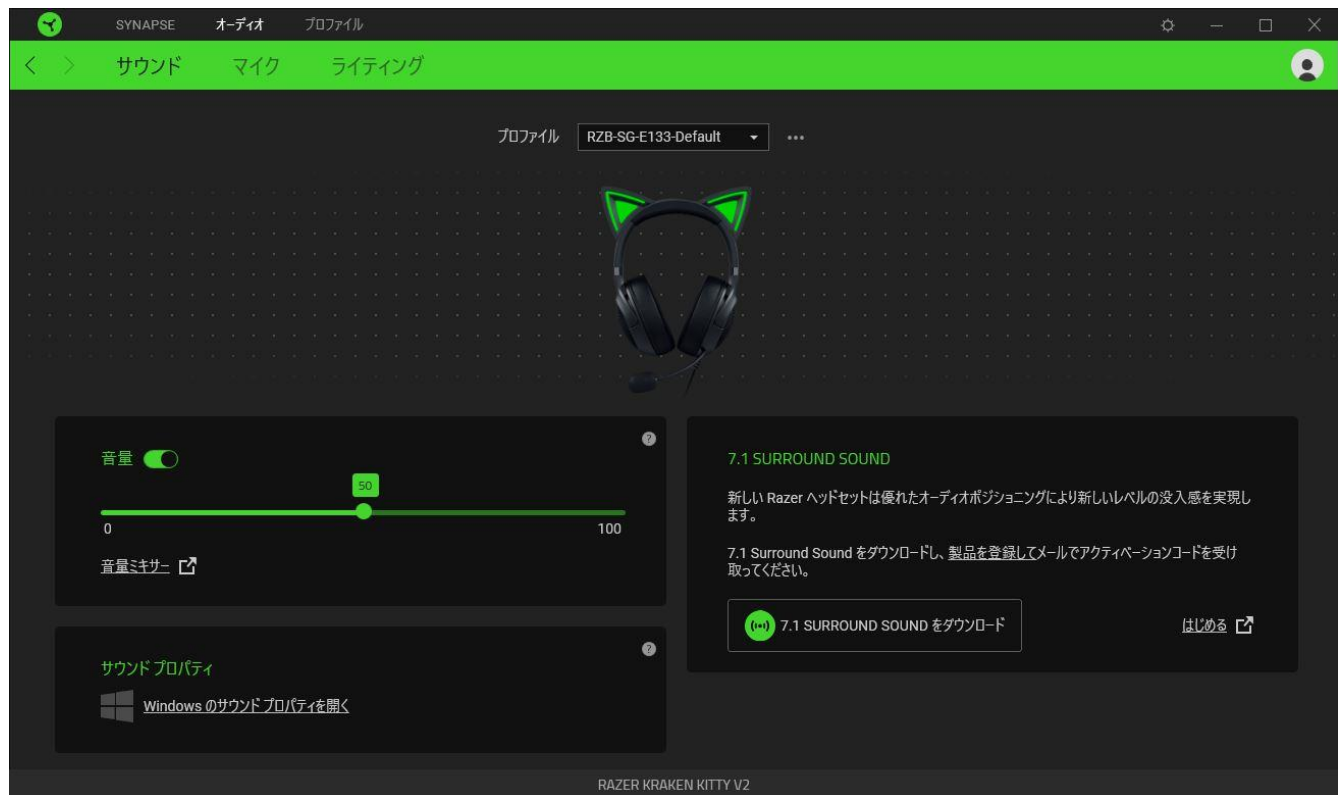 SYNAPSE オーディオ プロファイル
サウンド マイク ライティング
プロファイル RZB-SG-E133-Default
音量
50
0 100
音量ミキサー
サウンド プロパティ
Windows のサウンド プロパティを開く
7.1 SURROUND SOUND
新しい Razer ヘッドセットは優れたオーディオポジショニングにより新しいレベルの没入感を実現し
ます。
7.1 Surround Sound をダウンロードし、製品を登録してメールでアクティベーションコードを受け
取ってください。
7.1 SURROUND SOUND をダウンロード はじめる
RAZER KRAKEN KITTY V2